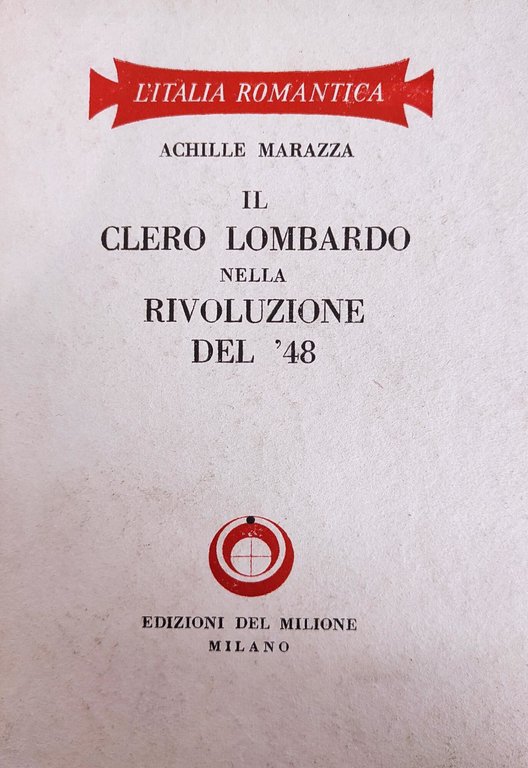 L'ITALIA ROMANTICA
ACHILLE MARAZZA
IL
CLERO LOMBARDO
NELLA
RIVOLUZIONE
DEL '48
EDIZIONI DEL MILIONE
MILANO